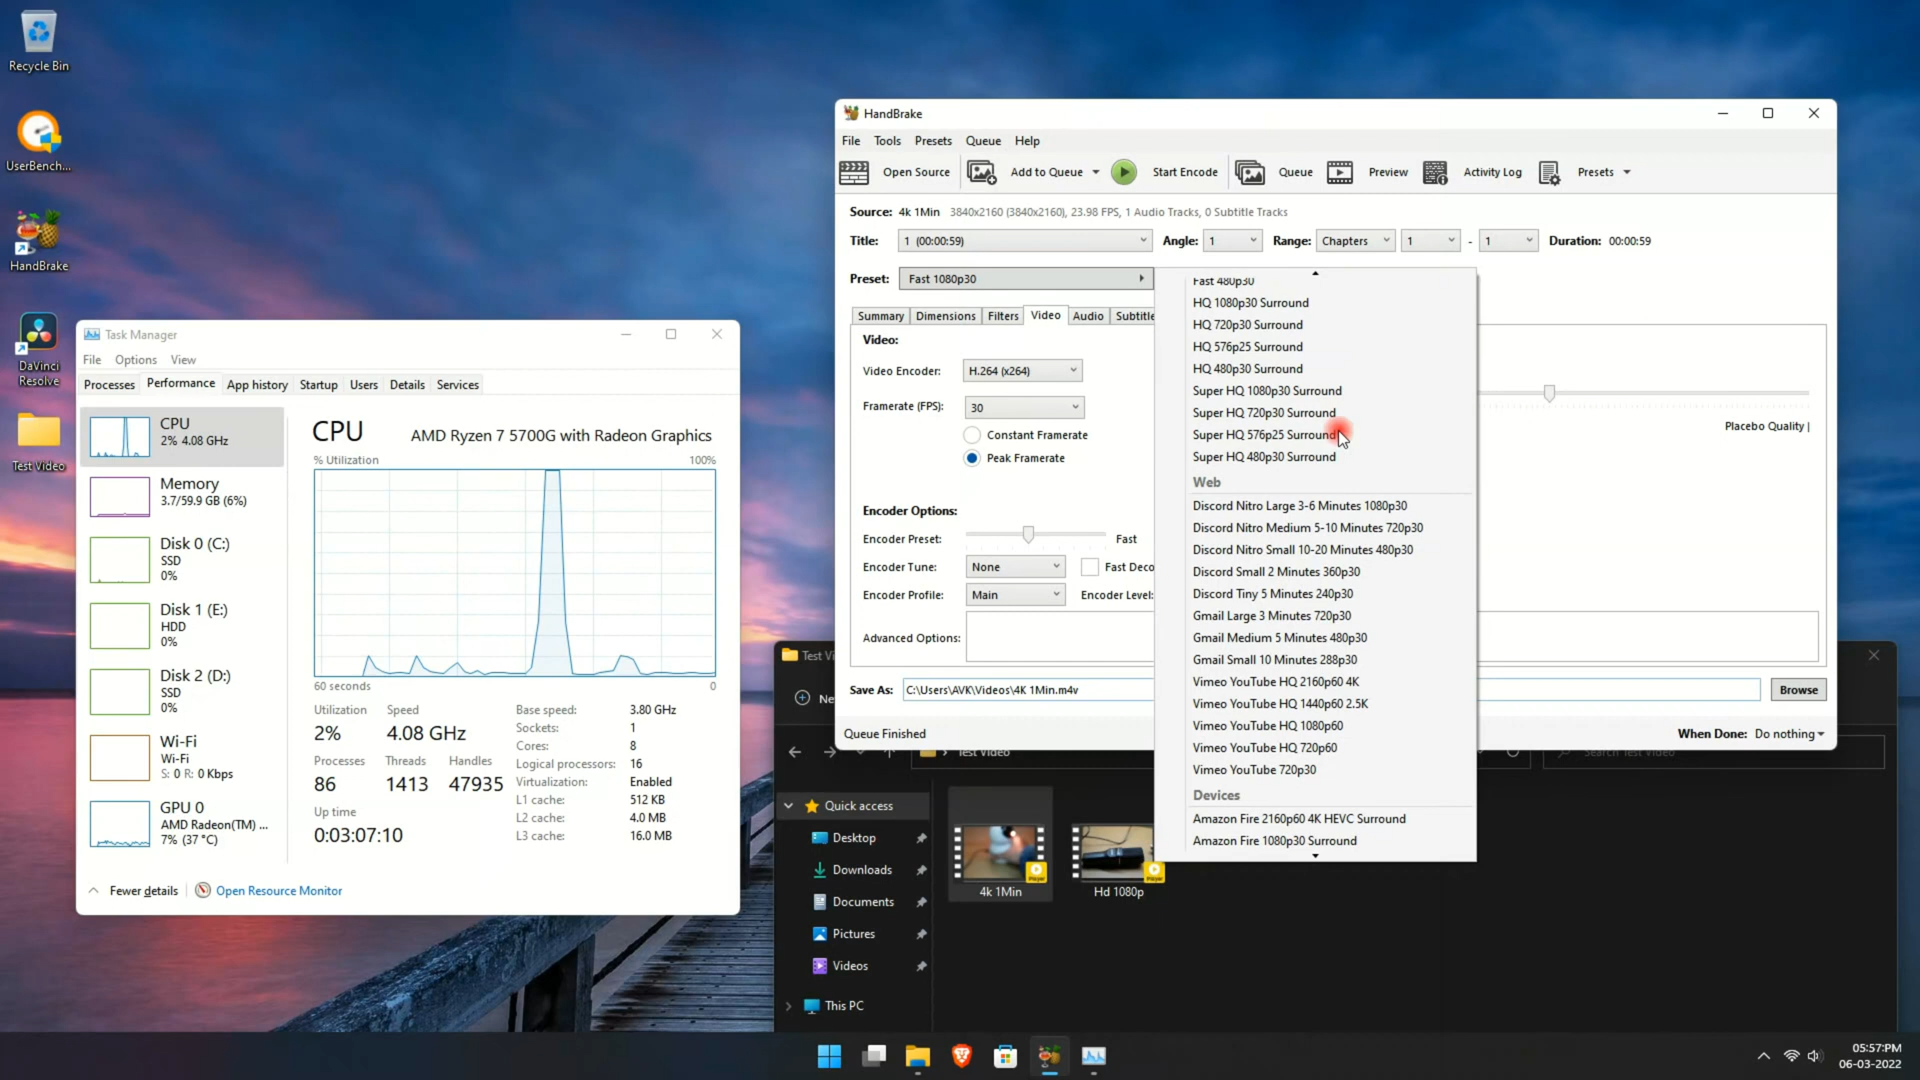 Recycle Bin
UserBench...
HandBrake
DaVinci
Resolve
Test Video
Task Manager
File Options View
Processes Performance App history Startup Users Details Services
CPU
2% 4.08 GHz
Memory
3.7/59.9 GB (6%)
Disk 0 (C:)
SSD
0%
Disk 1 (E:)
HDD
0%
Disk 2 (D:)
SSD
0%
Wi-Fi
Wi-Fi
S: 0 R: 0 Kbps
GPU 0
AMD Radeon(TM) ...
7% (37 °C)
CPU AMD Ryzen 7 5700G with Radeon Graphics
% Utilization 100%
60 seconds 0
Utilization Speed
2% 4.08 GHz
Processes Threads Handles
86 1413 47935
Up time
0:03:07:10
Base speed: 3.80 GHz
Sockets: 1
Cores: 8
Logical processors: 16
Virtualization: Enabled
L1 cache: 512 KB
L2 cache: 4.0 MB
L3 cache: 16.0 MB
Fewer details Open Resource Monitor
HandBrake
File Tools Presets Queue Help
Open Source Add to Queue Start Encode Queue Preview Activity Log Presets
Source: 4k 1Min 3840x2160 (3840x2160), 23.98 FPS, 1 Audio Tracks, 0 Subtitle Tracks
Title: 1 (00:00:59) Angle: 1 Range: Chapters 1 - 1 Duration: 00:00:59
Preset: Fast 1080p30
Summary Dimensions Filters Video Audio Subtitle
Video:
Video Encoder: H.264 (x264)
Framerate (FPS): 30
Constant Framerate
Peak Framerate
Placebo Quality |
Encoder Options:
Encoder Preset: Fast
Encoder Tune: None Fast Deco
Encoder Profile: Main Encoder Level:
Advanced Options:
Save As: C:\Users\AVK\Videos\4K 1Min.m4v Browse
Queue Finished When Done: Do nothing
Fast 480p30
HQ 1080p30 Surround
HQ 720p30 Surround
HQ 576p25 Surround
HQ 480p30 Surround
Super HQ 1080p30 Surround
Super HQ 720p30 Surround
Super HQ 576p25 Surround
Super HQ 480p30 Surround
Web
Discord Nitro Large 3-6 Minutes 1080p30
Discord Nitro Medium 5-10 Minutes 720p30
Discord Nitro Small 10-20 Minutes 480p30
Discord Small 2 Minutes 360p30
Discord Tiny 5 Minutes 240p30
Gmail Large 3 Minutes 720p30
Gmail Medium 5 Minutes 480p30
Gmail Small 10 Minutes 288p30
Vimeo YouTube HQ 2160p60 4K
Vimeo YouTube HQ 1440p60 2.5K
Vimeo YouTube HQ 1080p60
Vimeo YouTube HQ 720p60
Vimeo YouTube 720p30
Devices
Amazon Fire 2160p60 4K HEVC Surround
Amazon Fire 1080p30 Surround
Test Vi
Ne
Test Video Search Test Video
Quick access
Desktop
Downloads
Documents
Pictures
Videos
This PC
4k 1Min
Hd 1080p
05:57:PM
06-03-2022